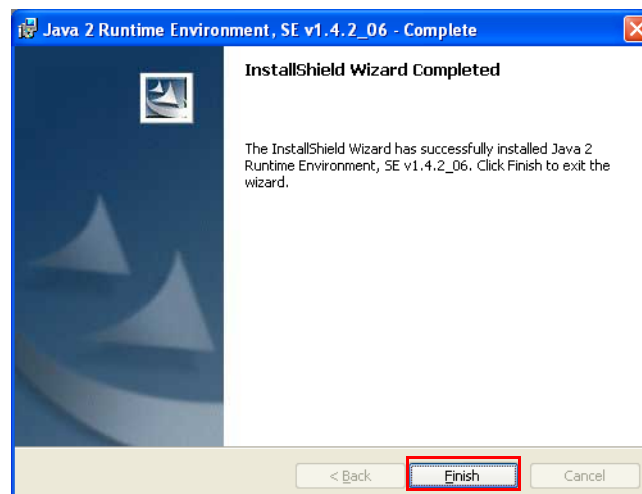 Java 2 Runtime Environment, SE v1.4.2_06 - Complete
InstallShield Wizard Completed
The InstallShield Wizard has successfully installed Java 2
Runtime Environment, SE v1.4.2_06. Click Finish to exit the
wizard.
< Back Finish Cancel